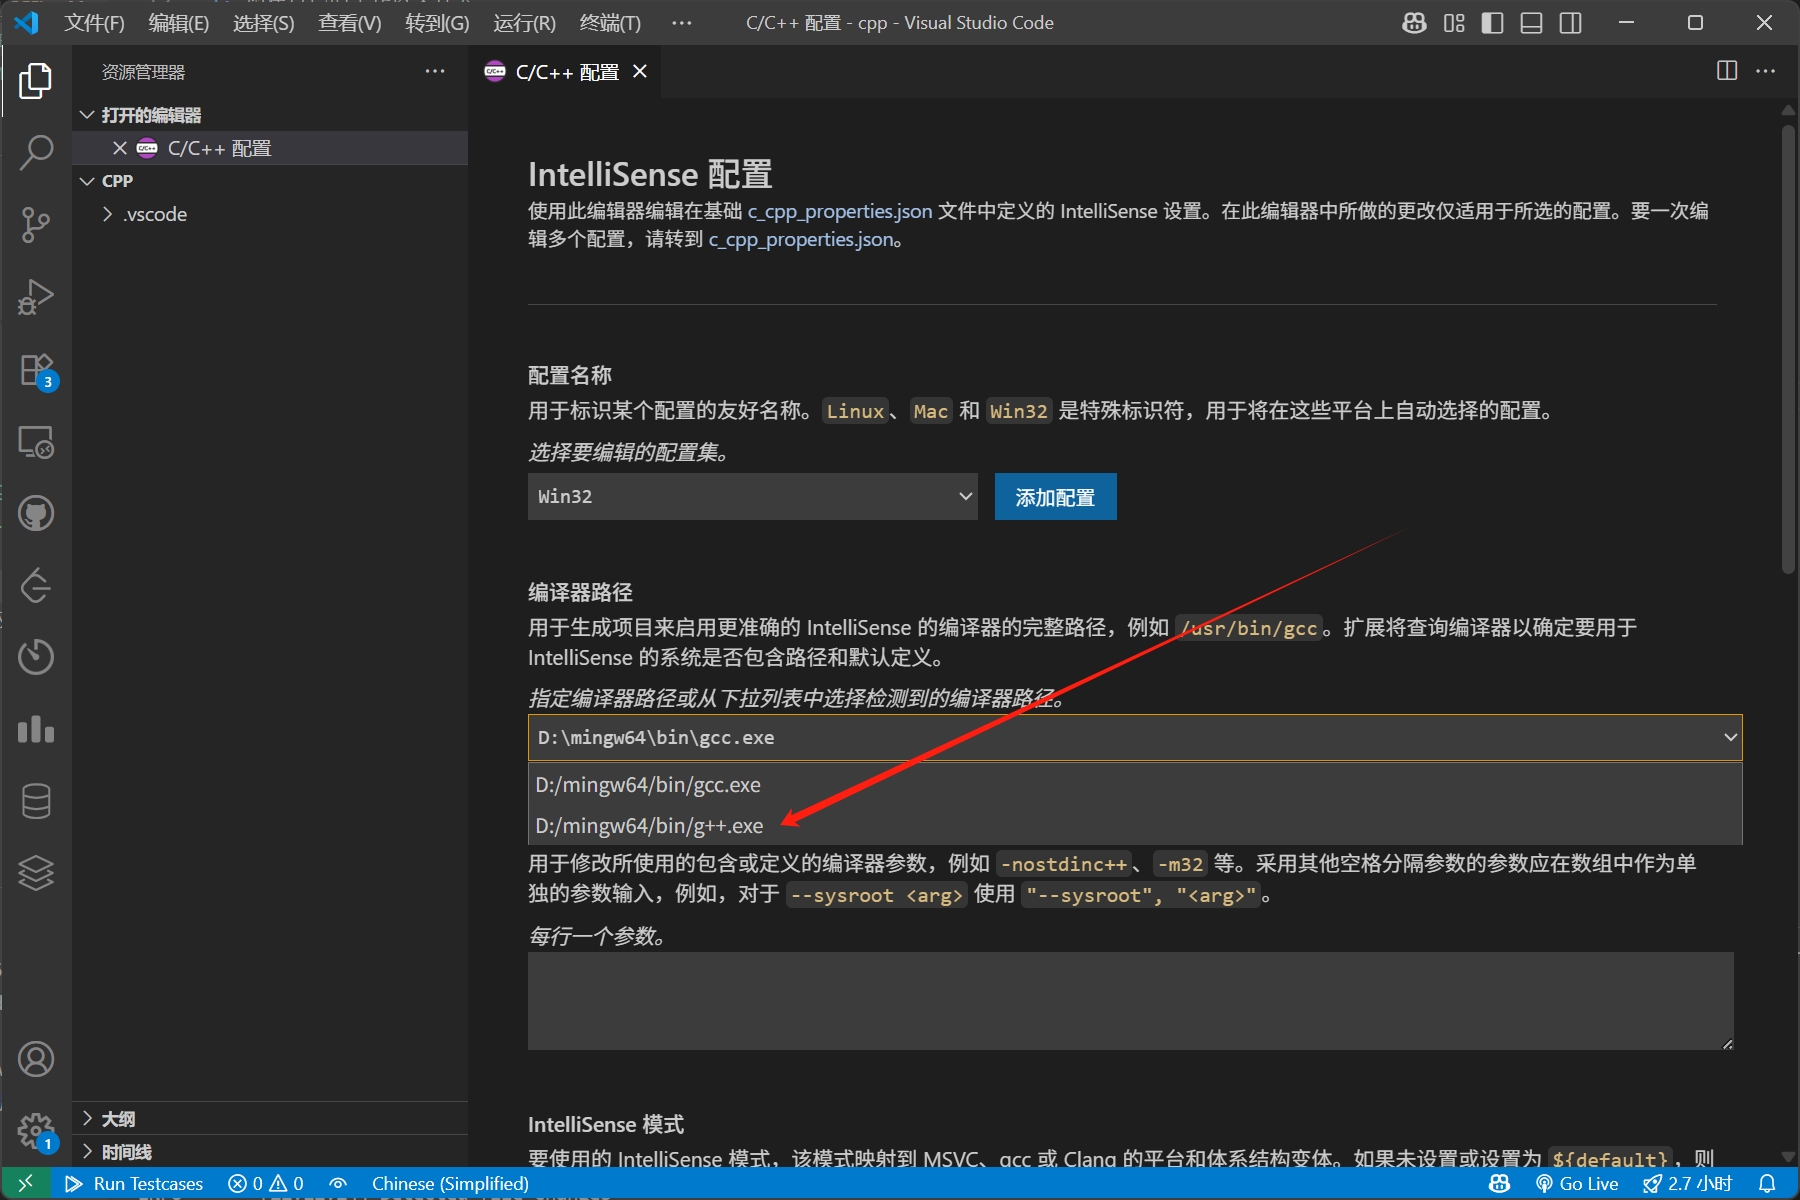 文件(F) 编辑(E) 选择(S) 查看(V) 转到(G) 运行(R) 终端(T) ··· C/C++ 配置 - cpp - Visual Studio Code
资源管理器 ···
C/C++ 配置
打开的编辑器
C/C++ 配置
CPP
.vscode
IntelliSense 配置
使用此编辑器编辑在基础 c_cpp_properties.json 文件中定义的 IntelliSense 设置。在此编辑器中所做的更改仅适用于所选的配置。要一次编
辑多个配置，请转到 c_cpp_properties.json。
配置名称
用于标识某个配置的友好名称。Linux、Mac 和 Win32 是特殊标识符，用于将在这些平台上自动选择的配置。
选择要编辑的配置集。
Win32
添加配置
编译器路径
用于生成项目来启用更准确的 IntelliSense 的编译器的完整路径，例如 /usr/bin/gcc。扩展将查询编译器以确定要用于
IntelliSense 的系统是否包含路径和默认定义。
指定编译器路径或从下拉列表中选择检测到的编译器路径。
D:\mingw64\bin\gcc.exe
D:/mingw64/bin/gcc.exe
D:/mingw64/bin/g++.exe
用于修改所使用的包含或定义的编译器参数，例如 -nostdinc++、-m32 等。采用其他空格分隔参数的参数应在数组中作为单
独的参数输入，例如，对于 --sysroot <arg> 使用 "--sysroot", "<arg>"。
每行一个参数。
IntelliSense 模式
要使用的 IntelliSense 模式，该模式映射到 MSVC、gcc 或 Clang 的平台和体系结构变体。如果未设置或设置为 ${default}，则
3
1
大纲
时间线
Run Testcases 0 0 Chinese (Simplified) Go Live 2.7 小时